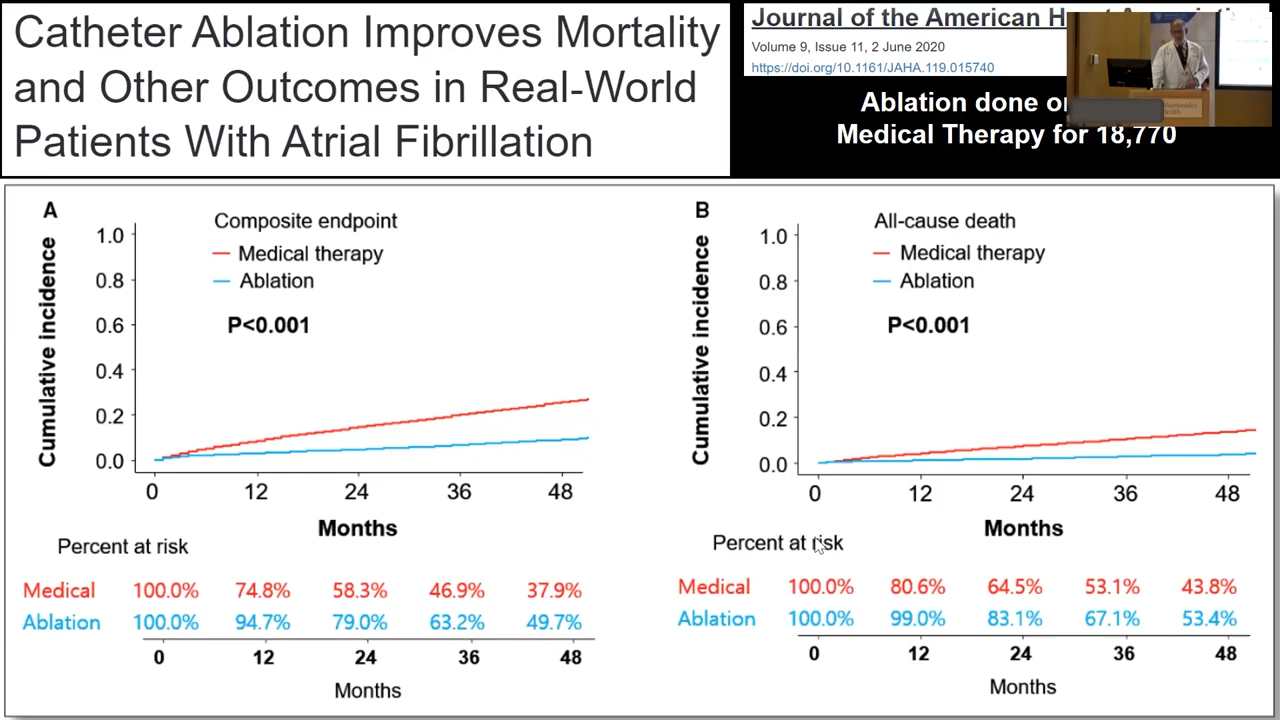 Catheter Ablation Improves Mortality
and Other Outcomes in Real-World
Patients With Atrial Fibrillation
Journal of the American
Volume 9, Issue 11, 2 June 2020
https://doi.org/10.1161/JAHA.119.015740
Ablation done
Medical Therapy for 18,770
A
Composite endpoint
Medical therapy
Ablation
P<0.001
Cumulative incidence
1.0
0.8
0.6
0.4
0.2
0.0
0 12 24 36 48
Months
Percent at risk
Medical 100.0% 74.8% 58.3% 46.9% 37.9%
Ablation 100.0% 94.7% 79.0% 63.2% 49.7%
0 12 24 36 48
Months
B
All-cause death
Medical therapy
Ablation
P<0.001
Cumulative incidence
1.0
0.8
0.6
0.4
0.2
0.0
0 12 24 36 48
Months
Percent at risk
Medical 100.0% 80.6% 64.5% 53.1% 43.8%
Ablation 100.0% 99.0% 83.1% 67.1% 53.4%
0 12 24 36 48
Months